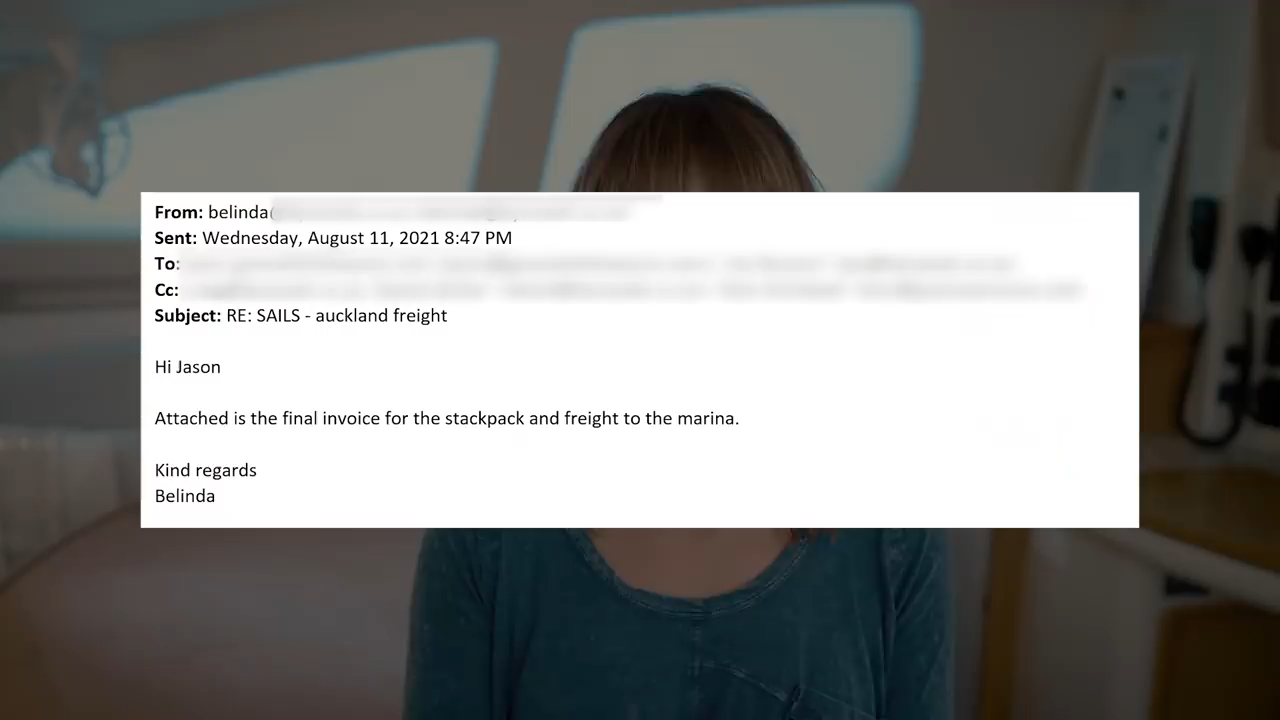 From: belinda
Sent: Wednesday, August 11, 2021 8:47 PM
To:
Cc:
Subject: RE: SAILS - auckland freight
Hi Jason
Attached is the final invoice for the stackpack and freight to the marina.
Kind regards
Belinda